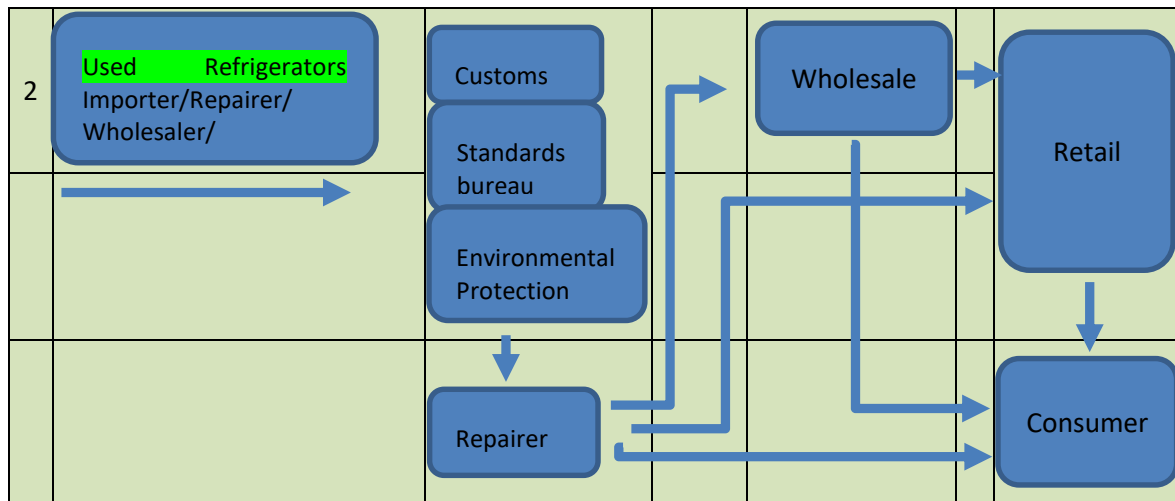 2
Used Refrigerators
Importer/Repairer/
Wholesaler/
Customs
Standards
bureau
Environmental
Protection
Repairer
Wholesale
Retail
Consumer